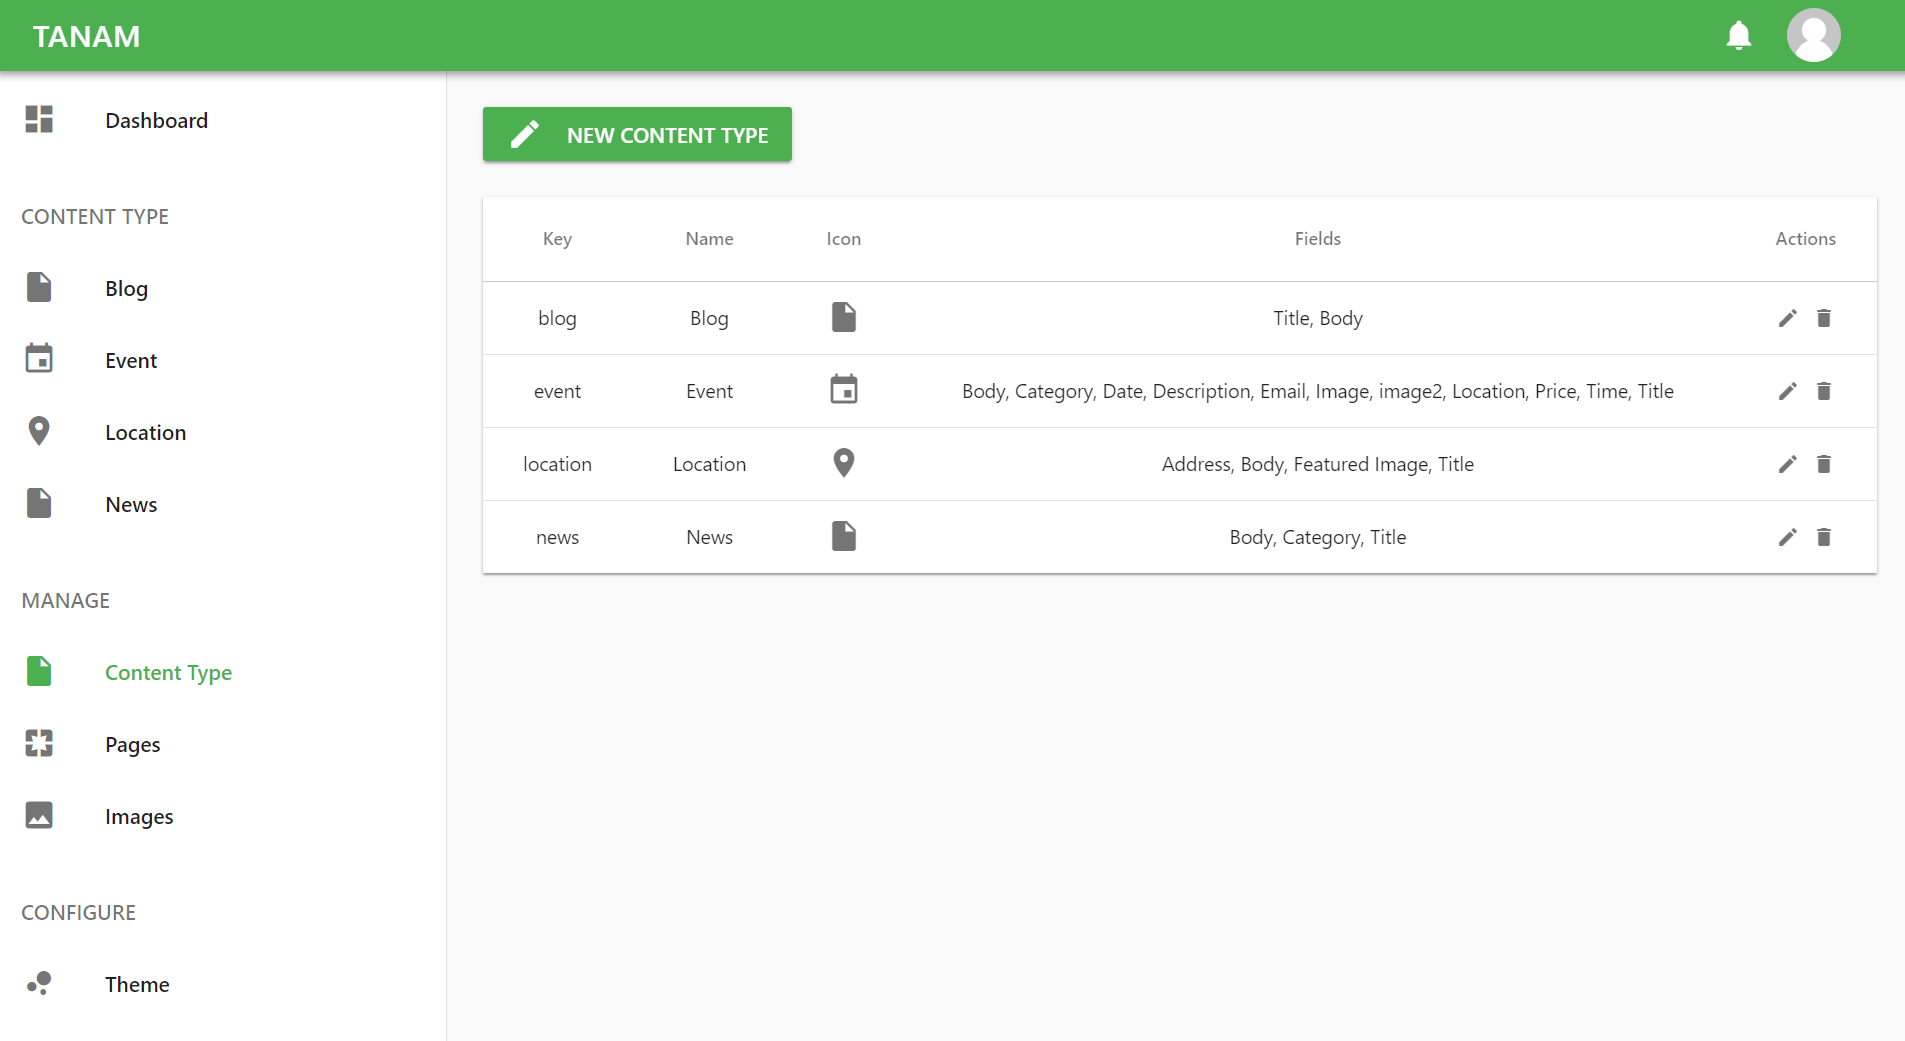 TANAM
Dashboard
CONTENT TYPE
Blog
Event
Location
News
MANAGE
Content Type
Pages
Images
CONFIGURE
Theme
NEW CONTENT TYPE
Key Name Icon Fields Actions
blog Blog Title, Body
event Event Body, Category, Date, Description, Email, Image, image2, Location, Price, Time, Title
location Location Address, Body, Featured Image, Title
news News Body, Category, Title